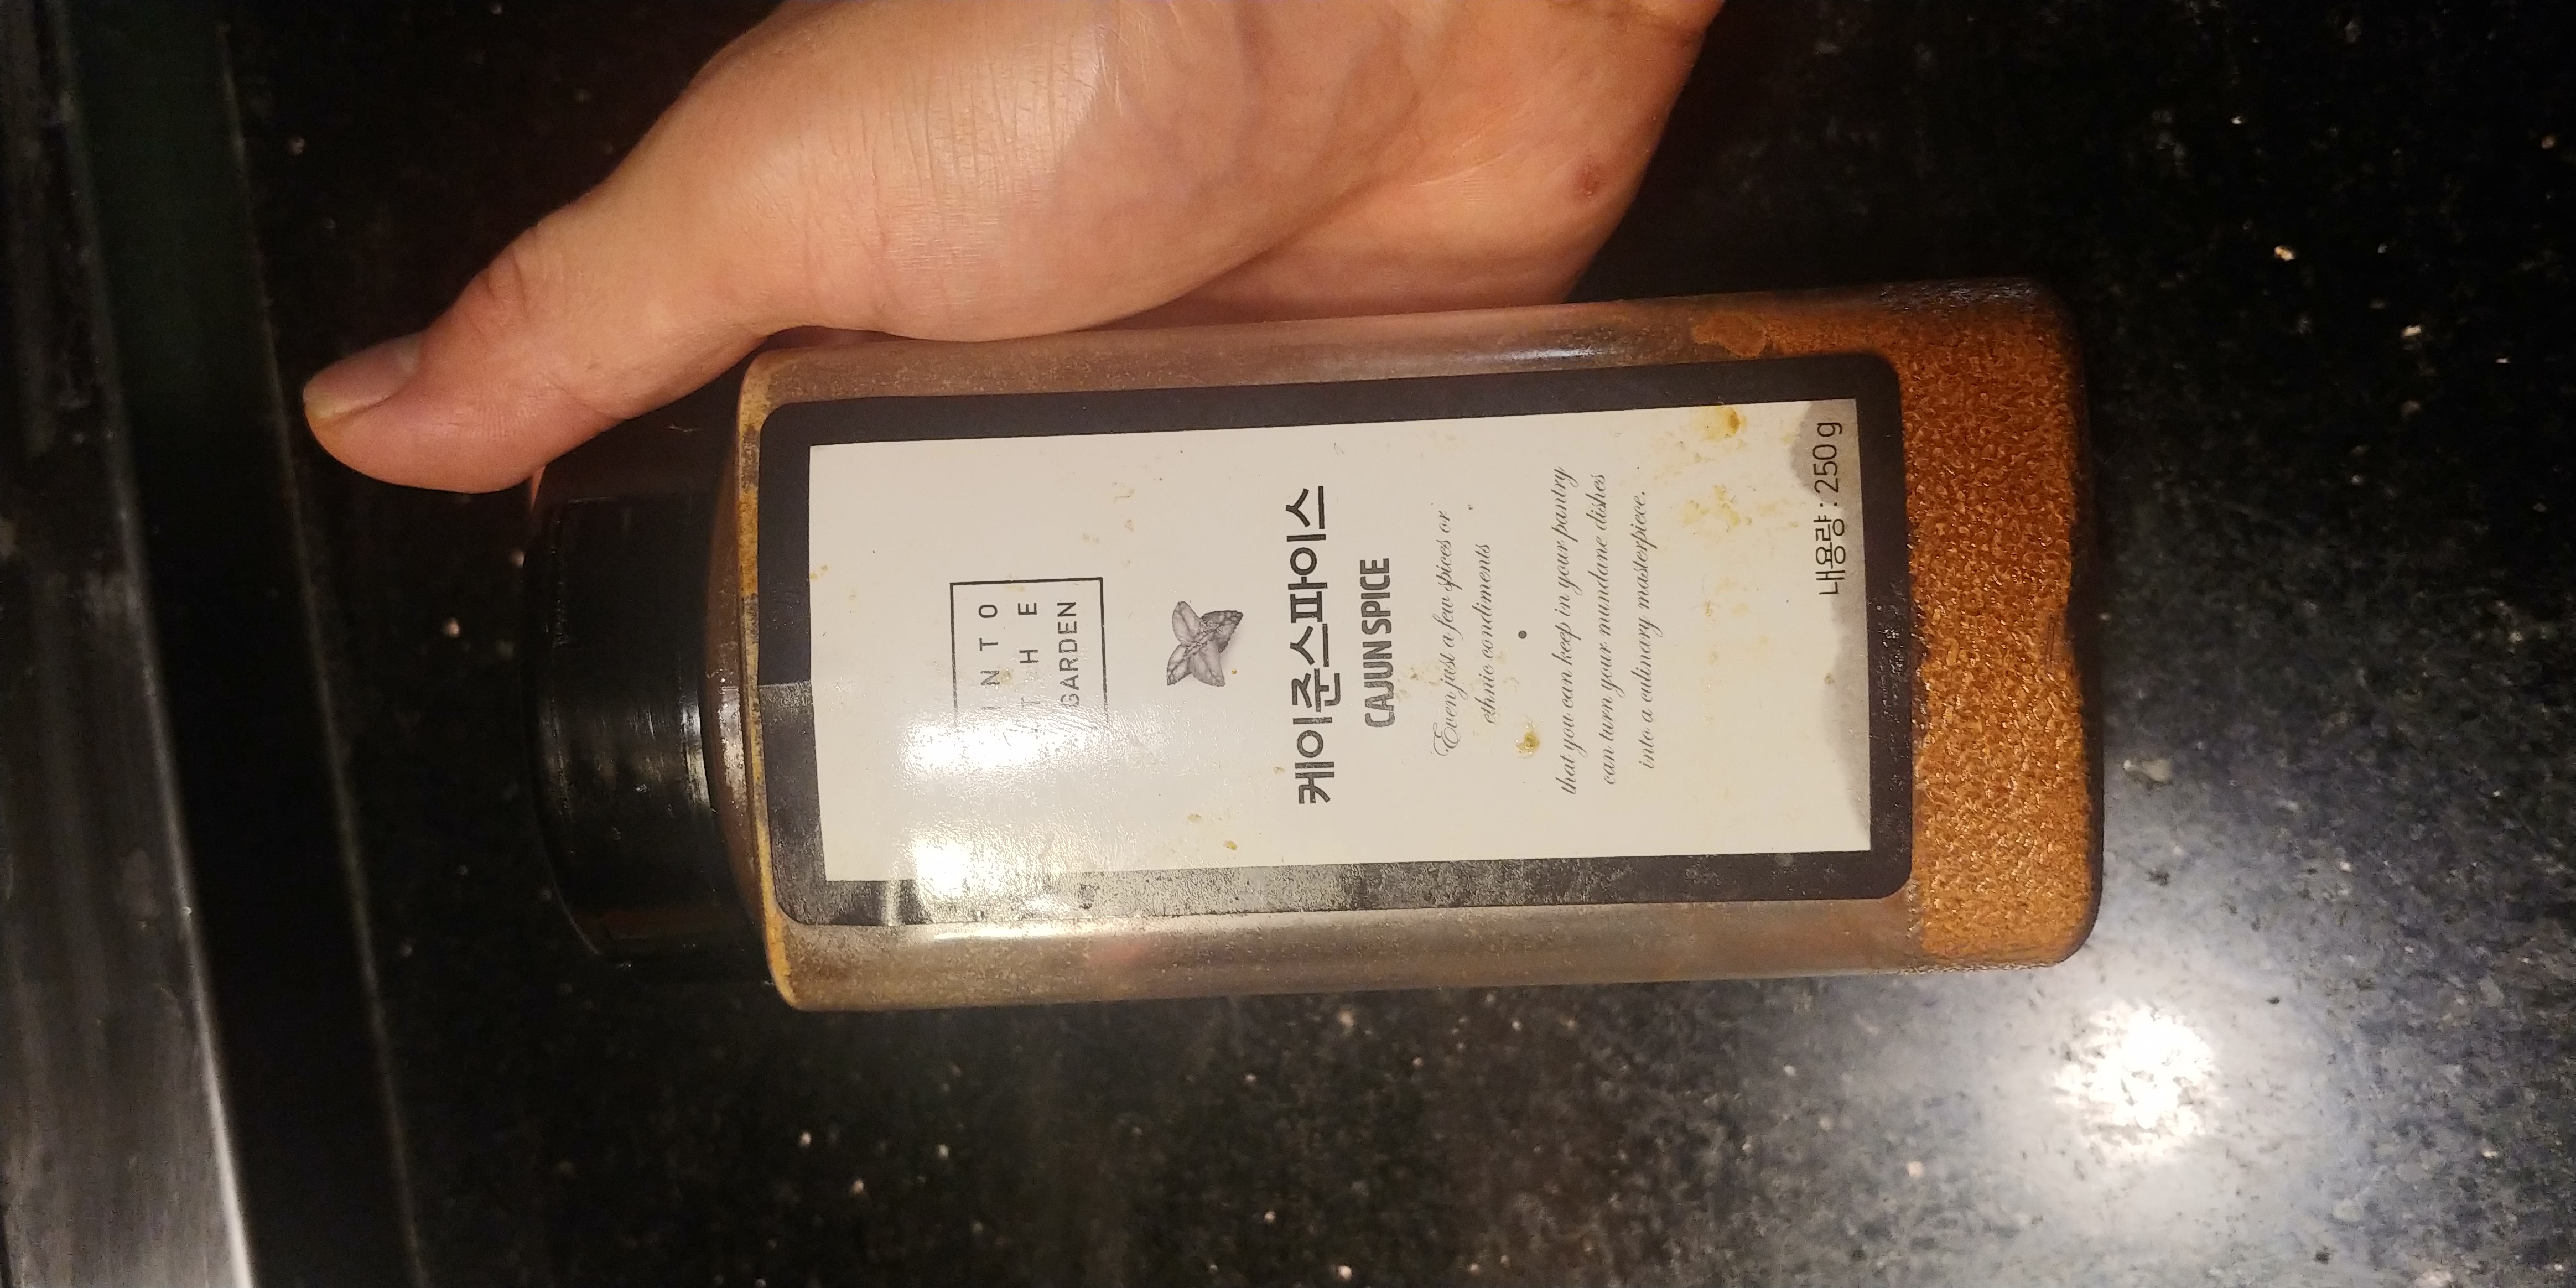 INTO
THE
GARDEN
케이준스파이스
CAJUN SPICE
Even just a few spices or
ethnic condiments
that you can keep in your pantry
can turn your mundane dishes
into a culinary masterpiece.
내용량 : 250 g